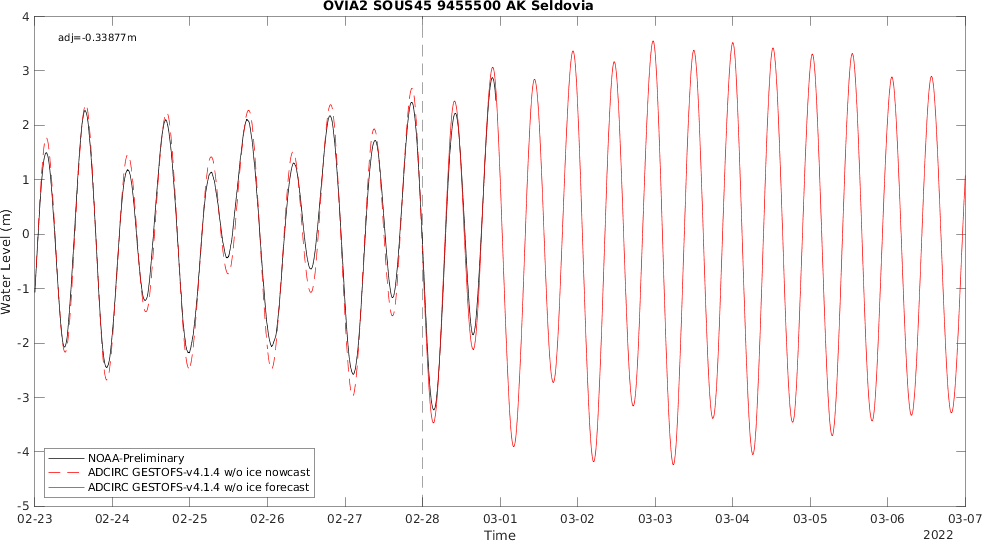 OVIA2 SOUS45 9455500 AK Seldovia
adj=-0.33877m
4
3
2
1
0
-1
-2
-3
-4
-5
Water Level (m)
NOAA-Preliminary
ADCIRC GESTOFS-v4.1.4 w/o ice nowcast
ADCIRC GESTOFS-v4.1.4 w/o ice forecast
02-23 02-24 02-25 02-26 02-27 02-28 03-01 03-02 03-03 03-04 03-05 03-06 03-07
Time
2022